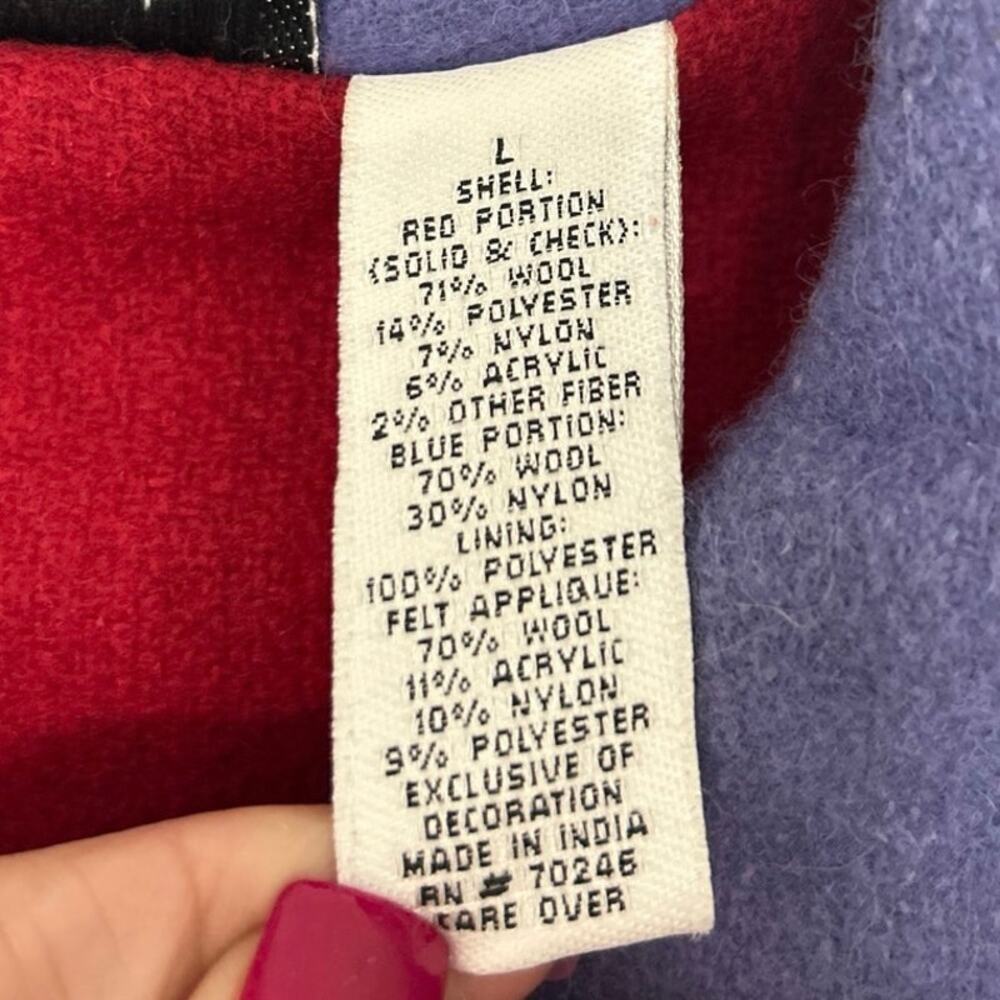 L
SHELL:
RED PORTION
(SOLID & CHECK):
71% WOOL
14% POLYESTER
7% NYLON
6% ACRYLIC
2% OTHER FIBER
BLUE PORTION:
70% WOOL
30% NYLON
LINING:
100% POLYESTER
FELT APPLIQUE:
70% WOOL
11% ACRYLIC
10% NYLON
9% POLYESTER
EXCLUSIVE OF
DECORATION
MADE IN INDIA
RN # 70246
CARE OVER